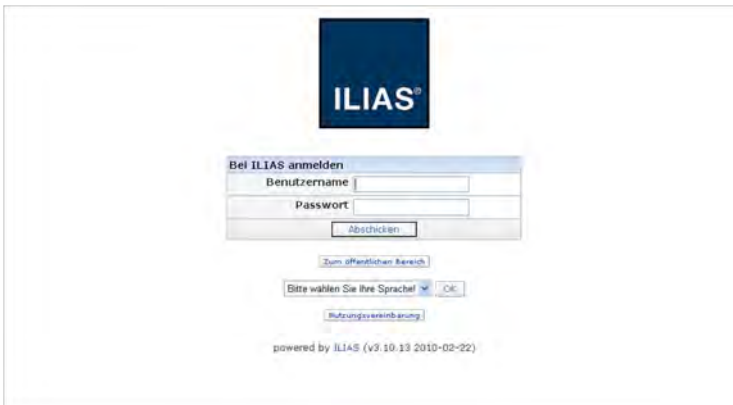 ILIAS®
Bei ILIAS anmelden
Benutzername
Passwort
Abschicken
Zum öffentlichen Bereich
Bitte wählen Sie Ihre Sprache! OK
Nutzungsvereinbarung
powered by ILIAS (v3.10.13 2010-02-22)